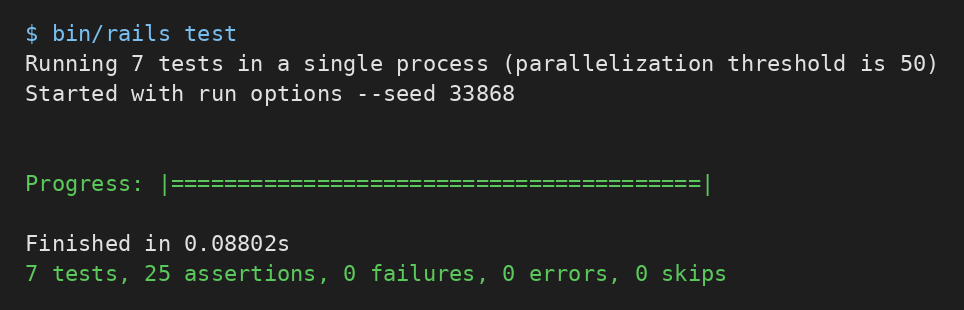 $ bin/rails test
Running 7 tests in a single process (parallelization threshold is 50)
Started with run options --seed 33868
Progress: |========================================|
Finished in 0.08802s
7 tests, 25 assertions, 0 failures, 0 errors, 0 skips